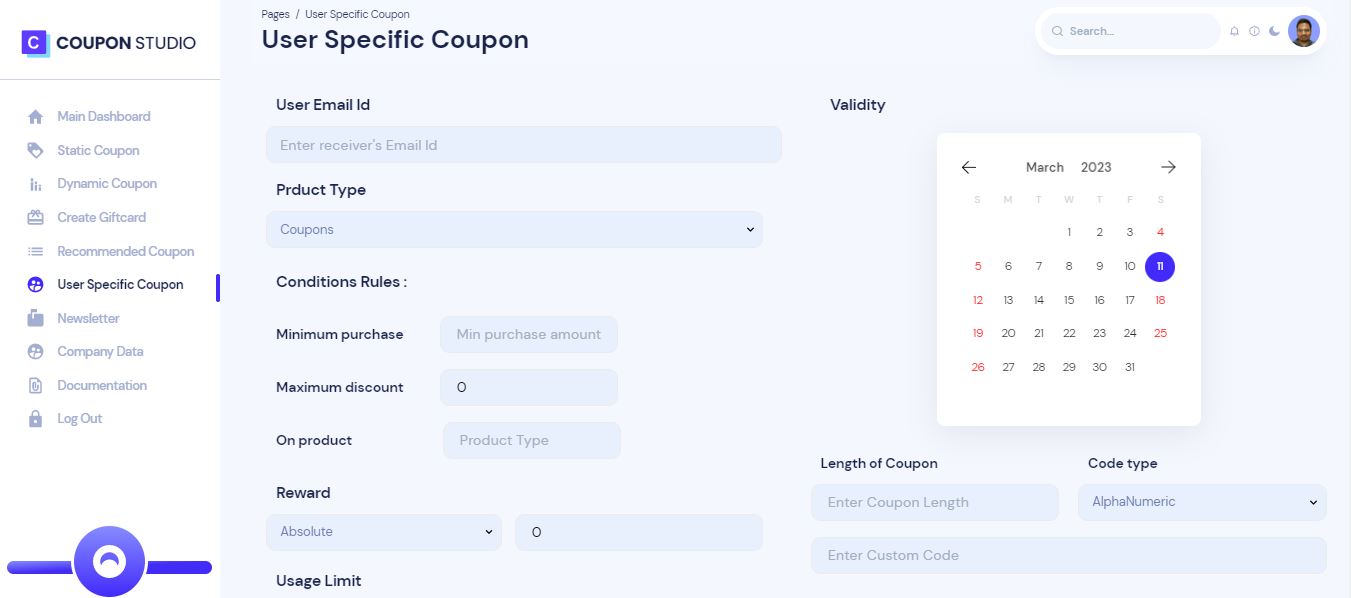 C COUPON STUDIO
Main Dashboard
Static Coupon
Dynamic Coupon
Create Giftcard
Recommended Coupon
User Specific Coupon
Newsletter
Company Data
Documentation
Log Out
Pages / User Specific Coupon
User Specific Coupon
Search...
User Email Id
Enter receiver's Email Id
Prduct Type
Coupons
Conditions Rules :
Minimum purchase Min purchase amount
Maximum discount 0
On product Product Type
Reward
Absolute 0
Usage Limit
Validity
March 2023
S M T W T F S
1 2 3 4
5 6 7 8 9 10 11
12 13 14 15 16 17 18
19 20 21 22 23 24 25
26 27 28 29 30 31
Length of Coupon Code type
Enter Coupon Length AlphaNumeric
Enter Custom Code